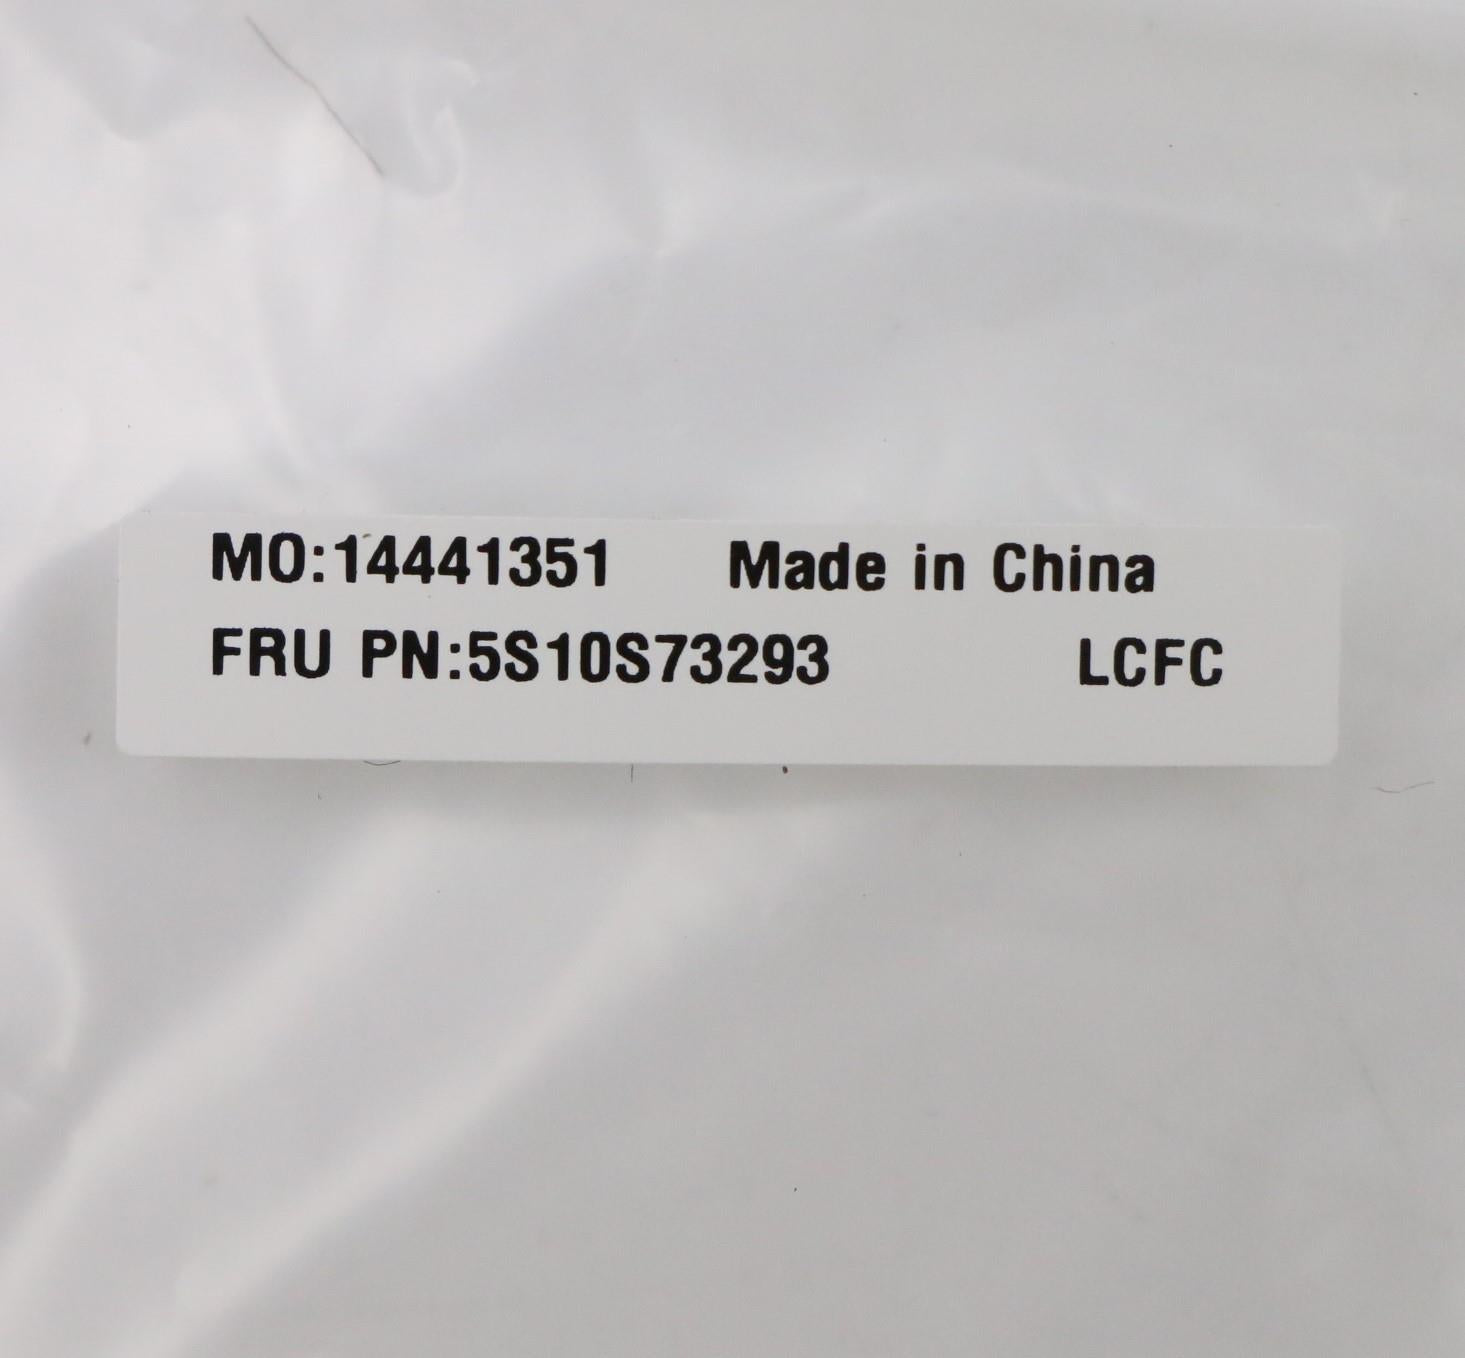 MO:14441351 Made in China
FRU PN:5S10S73293 LCFC